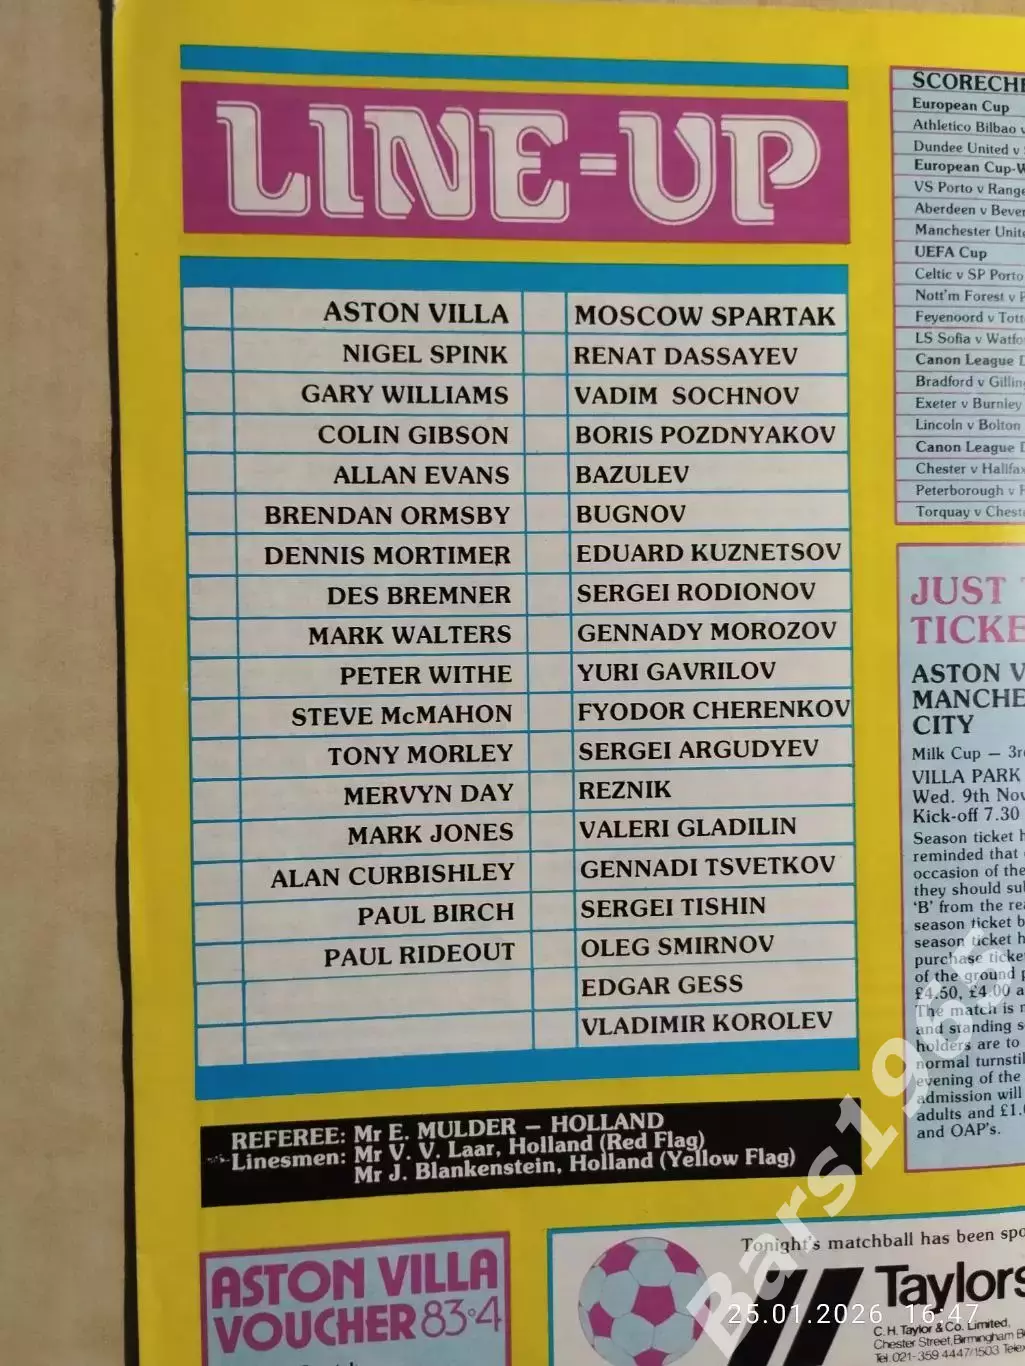 LINE-UP
ASTON VILLA MOSCOW SPARTAK
NIGEL SPINK RENAT DASSAYEV
GARY WILLIAMS VADIM SOCHNOV
COLIN GIBSON BORIS POZDNYAKOV
ALLAN EVANS BAZULEV
BRENDAN ORMSBY BUGNOV
DENNIS MORTIMER EDUARD KUZNETSOV
DES BREMNER SERGEI RODIONOV
MARK WALTERS GENNADY MOROZOV
PETER WITHE YURI GAVRILOV
STEVE McMAHON FYODOR CHERENKOV
TONY MORLEY SERGEI ARGUDYEV
MERVYN DAY REZNIK
MARK JONES VALERI GLADILIN
ALAN CURBISHLEY GENNADI TSVETKOV
PAUL BIRCH SERGEI TISHIN
PAUL RIDEOUT OLEG SMIRNOV
EDGAR GESS
VLADIMIR KOROLEV
REFEREE: Mr E. MULDER – HOLLAND
Linesmen: Mr V. V. Laar, Holland (Red Flag)
Mr J. Blankenstein, Holland (Yellow Flag)
ASTON VILLA
VOUCHER 83•4
SCORECHE
European Cup
Athletico Bilbao v
Dundee United v
European Cup-W
VS Porto v Range
Aberdeen v Bever
Manchester Unite
UEFA Cup
Celtic v SP Porto
Nott'm Forest v
Feyenoord v Tott
LS Sofia v Watfo
Canon League D
Bradford v Gillin
Exeter v Burnley
Lincoln v Bolton
Canon League D
Chester v Halifax
Peterborough v H
Torquay v Cheste
JUST
TICKE
ASTON V
MANCHE
CITY
Milk Cup – 3r
VILLA PARK
Wed. 9th Nov
Kick-off 7.30
Season ticket h
reminded that
occasion of the
they should su
'B' from the re
season ticket b
season ticket h
purchase ticke
of the ground p
£4.50, £4.00 a
The match is
and standing s
holders are to
normal turnstil
evening of the
admission will
adults and £1.
and OAP's.
Tonight's matchball has been spo
Taylors
C. H. Taylor & Co. Limited,
Chester Street, Birmingham B
Tel: 021-359 4447/1503 Telex
Bars1965
25.01.2026 16:47